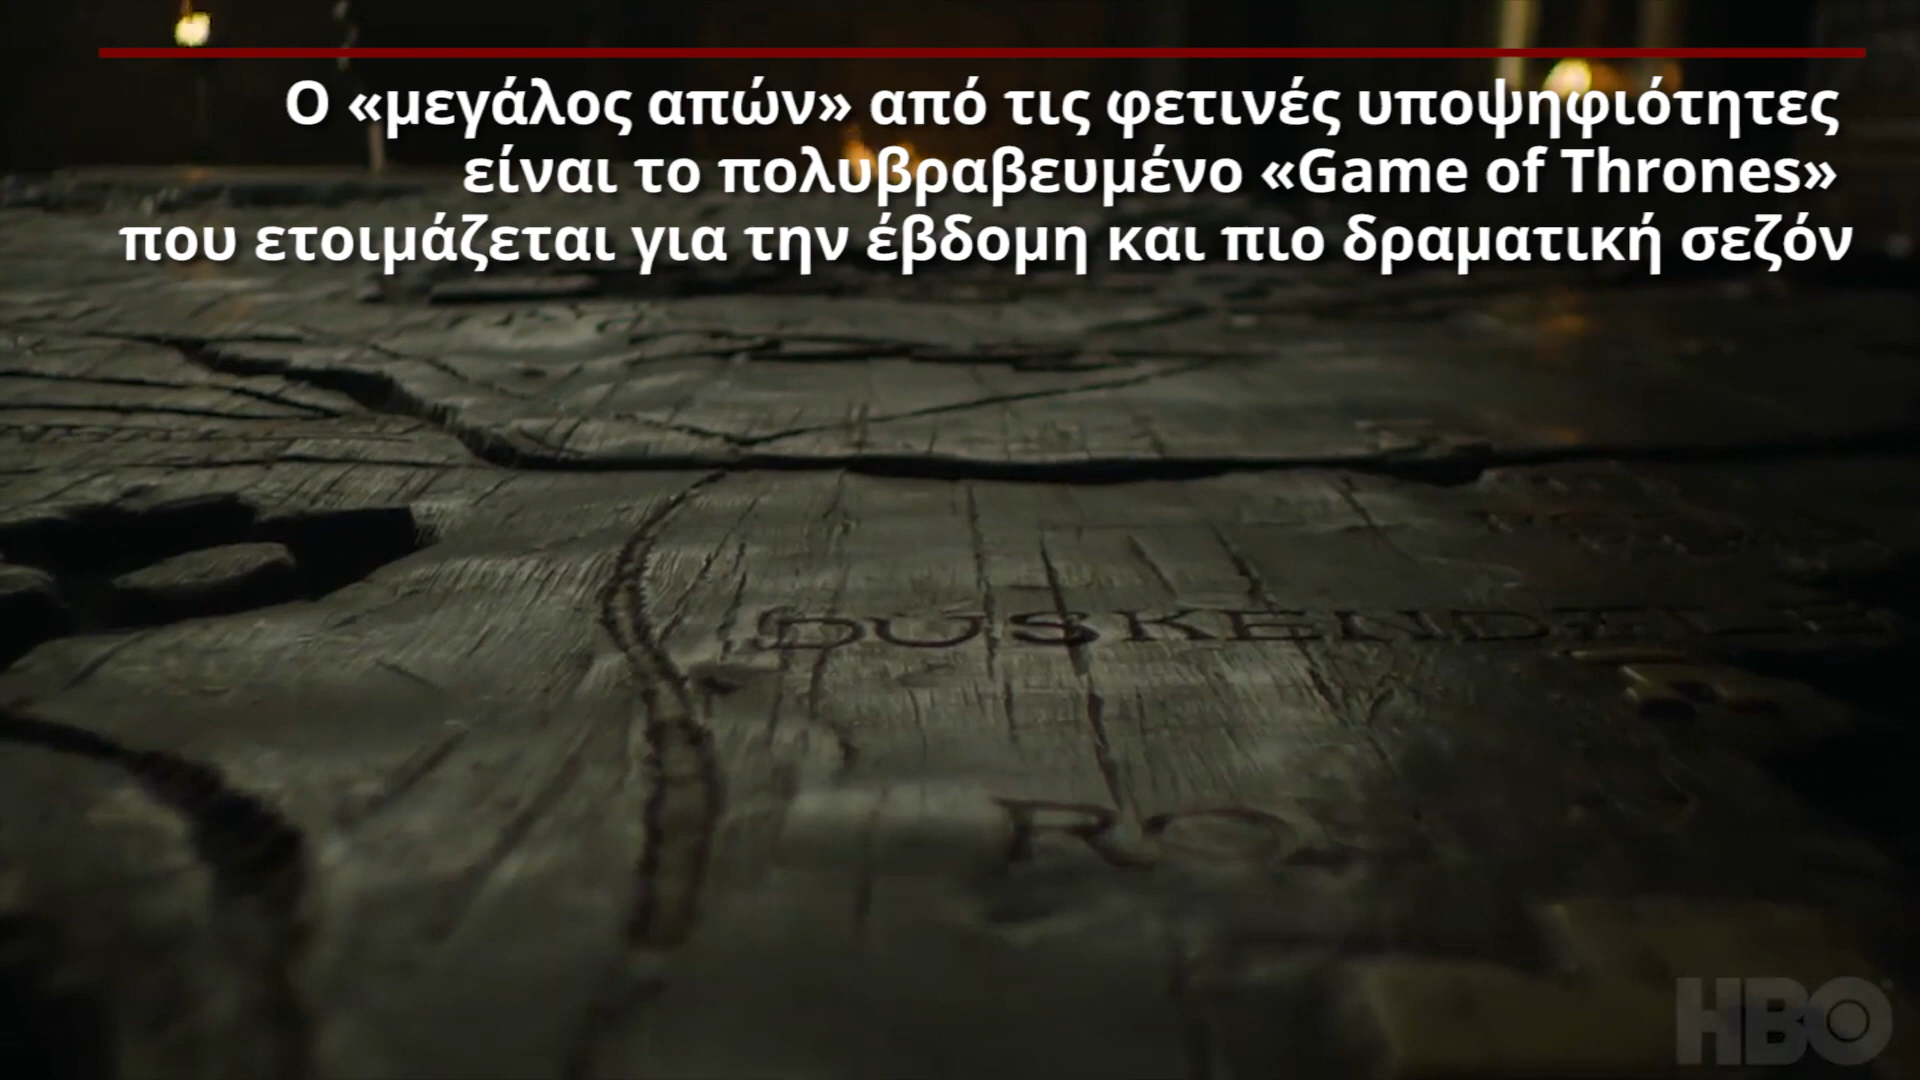 Ο «μεγάλος απών» από τις φετινές υποψηφιότητες
είναι το πολυβραβευμένο «Game of Thrones»
που ετοιμάζεται για την έβδομη και πιο δραματική σεζόν
DUSKENDALE
RO
HBO